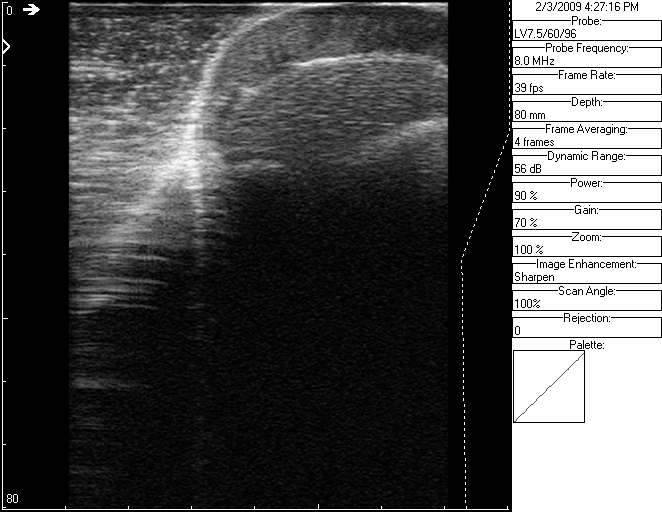 0
80
2/3/2009 4:27:16 PM
Probe:
LV7.5/60/96
Probe Frequency:
8.0 MHz
Frame Rate:
39 fps
Depth:
80 mm
Frame Averaging:
4 frames
Dynamic Range:
56 dB
Power:
90 %
Gain:
70 %
Zoom:
100 %
Image Enhancement:
Sharpen
Scan Angle:
100%
Rejection:
0
Palette: